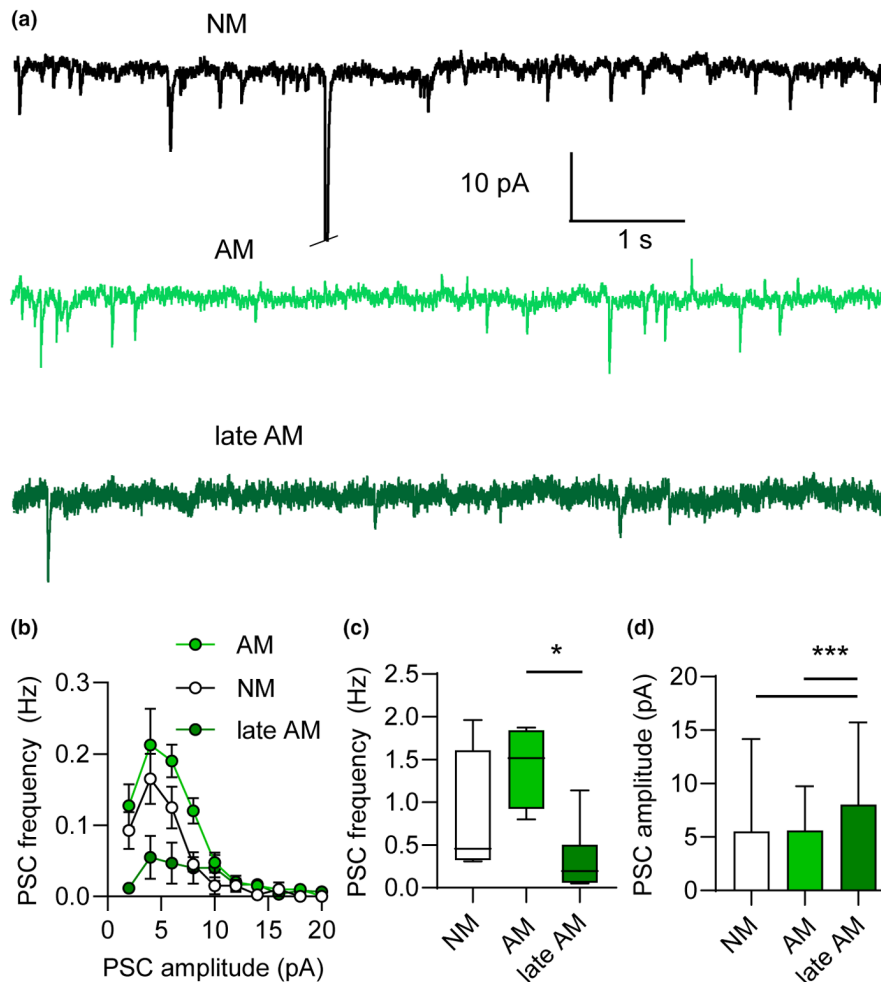 (a)
NM
10 pA
1 s
AM
late AM
(b)
AM
NM
late AM
0.3
0.2
0.1
0.0
PSC frequency (Hz)
0 5 10 15 20
PSC amplitude (pA)
(c)
*
2.5
2.0
1.5
1.0
0.5
0.0
PSC frequency (Hz)
NM AM late AM
(d)
***
20
15
10
5
0
PSC amplitude (pA)
NM AM late AM